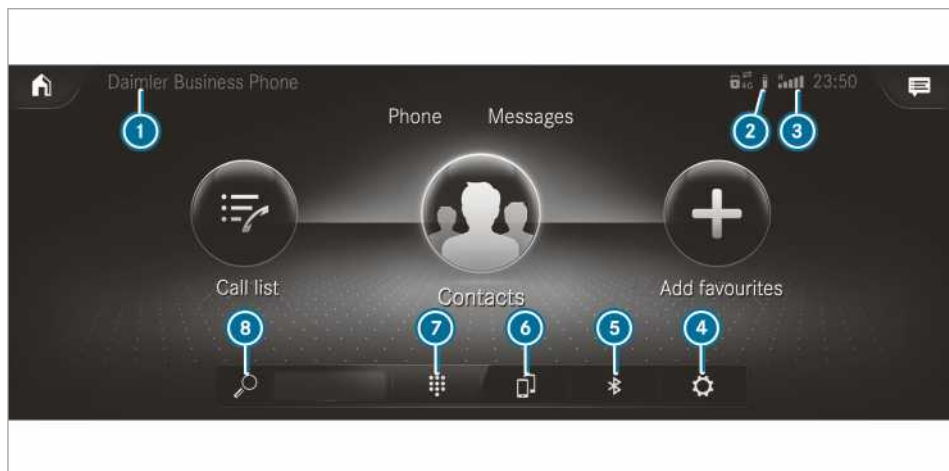 Daimler Business Phone
4G
H
23:50
1
2
3
Phone Messages
Call list
Contacts
Add favourites
8
7
6
5
4